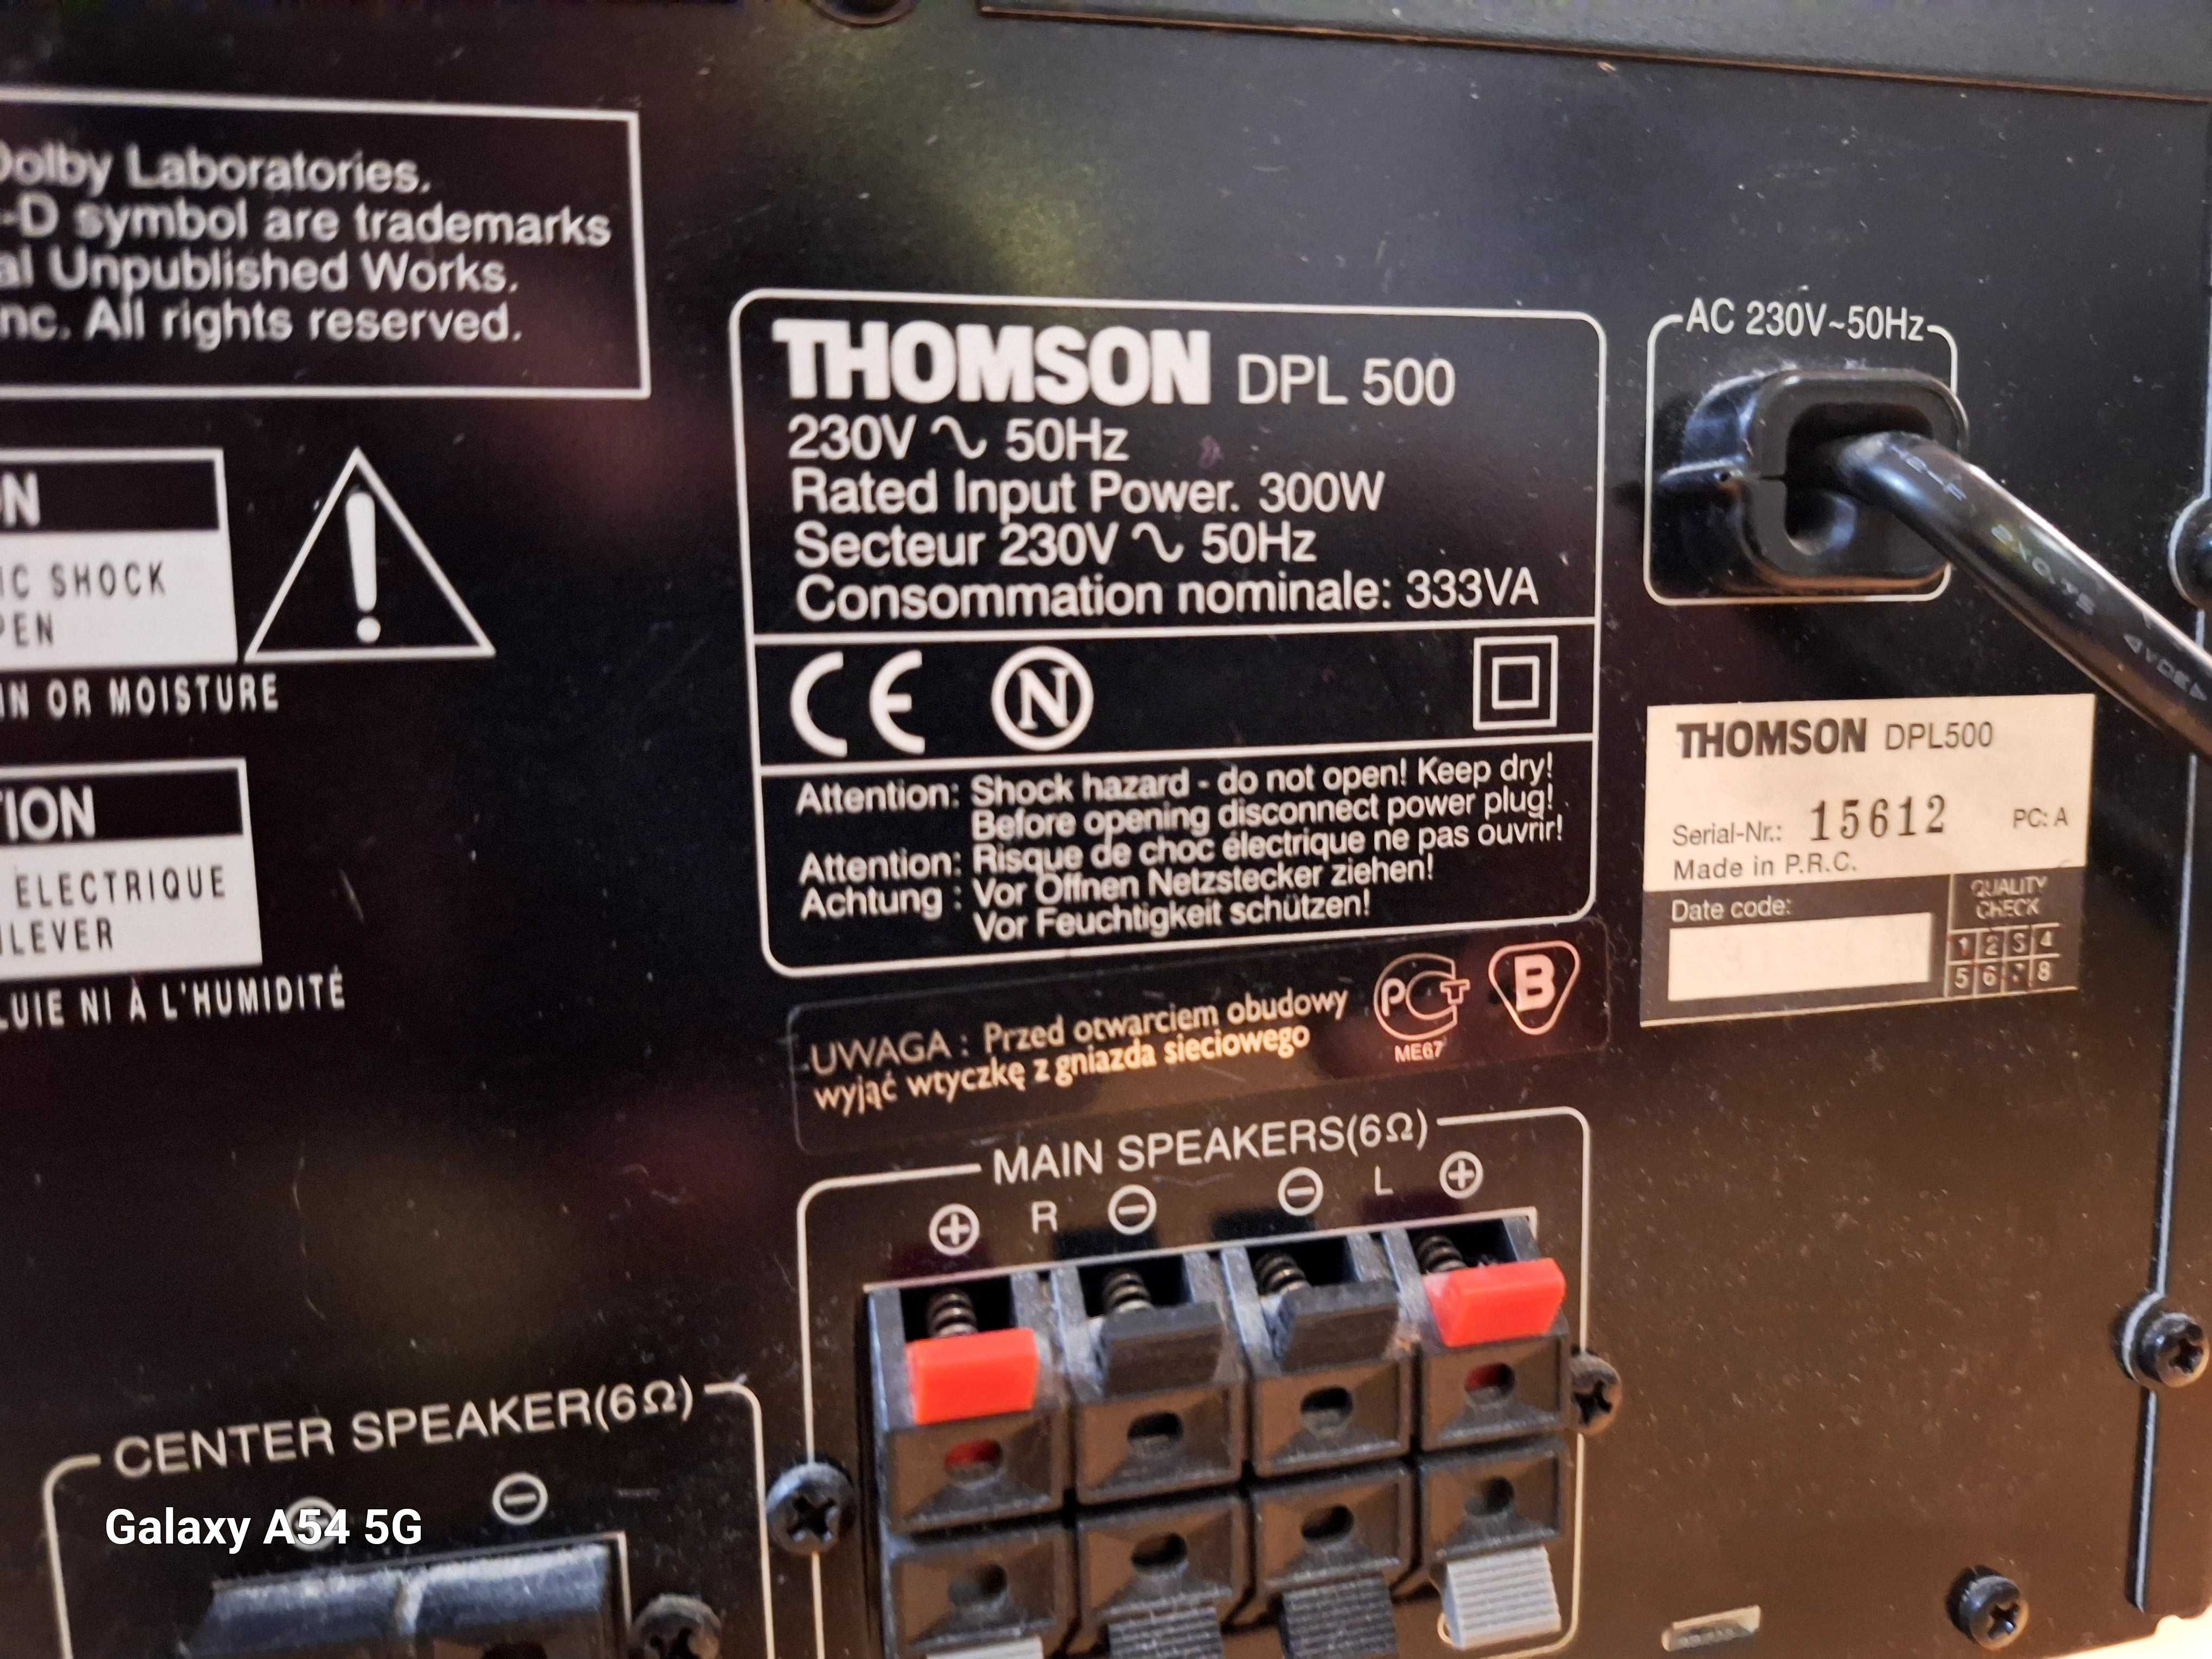 Dolby Laboratories.
-D symbol are trademarks
al Unpublished Works.
nc. All rights reserved.
N
IC SHOCK
PEN
IN OR MOISTURE
TION
ELECTRIQUE
LEVER
LUIE NI À L'HUMIDITÉ
THOMSON DPL 500
230V ∿ 50Hz
Rated Input Power. 300W
Secteur 230V ∿ 50Hz
Consommation nominale: 333VA
CE N
Attention: Shock hazard - do not open! Keep dry!
Before opening disconnect power plug!
Attention: Risque de choc électrique ne pas ouvrir!
Achtung : Vor Öffnen Netzstecker ziehen!
Vor Feuchtigkeit schützen!
UWAGA : Przed otwarciem obudowy
wyjąć wtyczkę z gniazda sieciowego
PCT B
ME67
AC 230V~50Hz
THOMSON DPL500
Serial-Nr.: 15612 PC: A
Made in P.R.C.
Date code:
QUALITY
CHECK
1 2 3 4
5 6 7 8
MAIN SPEAKERS(6Ω)
+ R − − L +
CENTER SPEAKER(6Ω)
−
Galaxy A54 5G